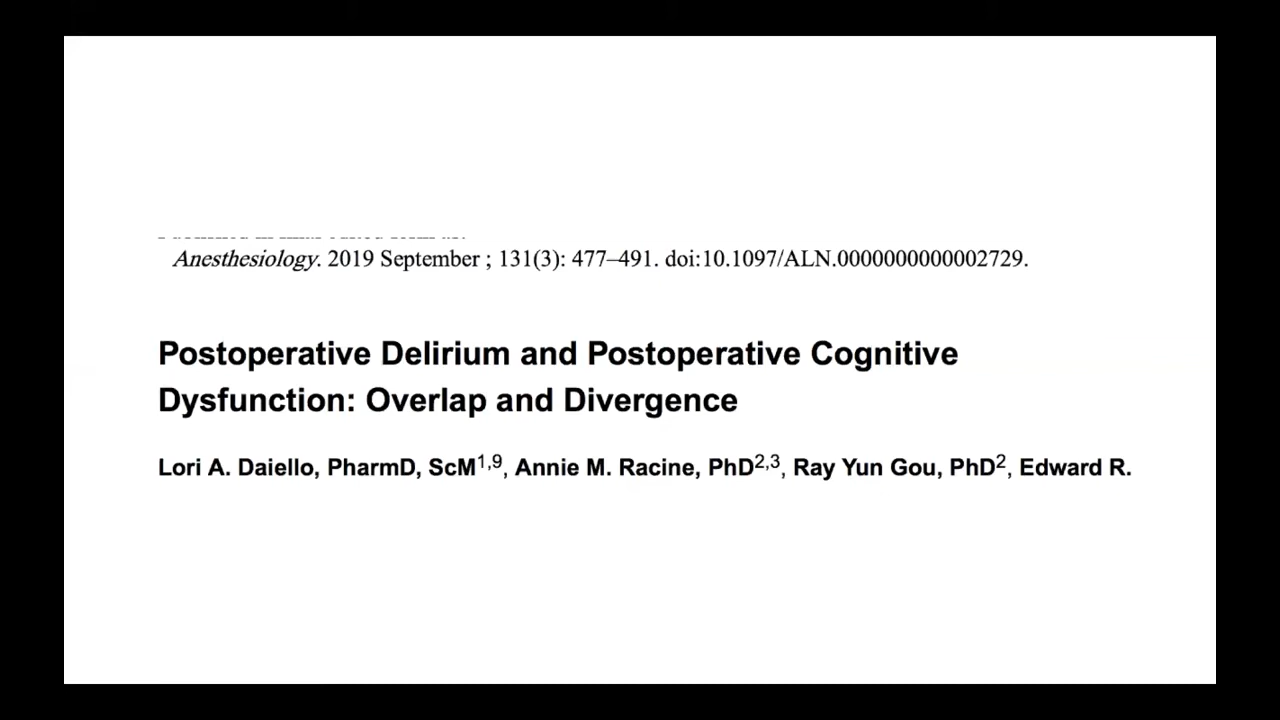 Anesthesiology. 2019 September ; 131(3): 477–491. doi:10.1097/ALN.0000000000002729.
Postoperative Delirium and Postoperative Cognitive
Dysfunction: Overlap and Divergence
Lori A. Daiello, PharmD, ScM1,9, Annie M. Racine, PhD2,3, Ray Yun Gou, PhD2, Edward R.